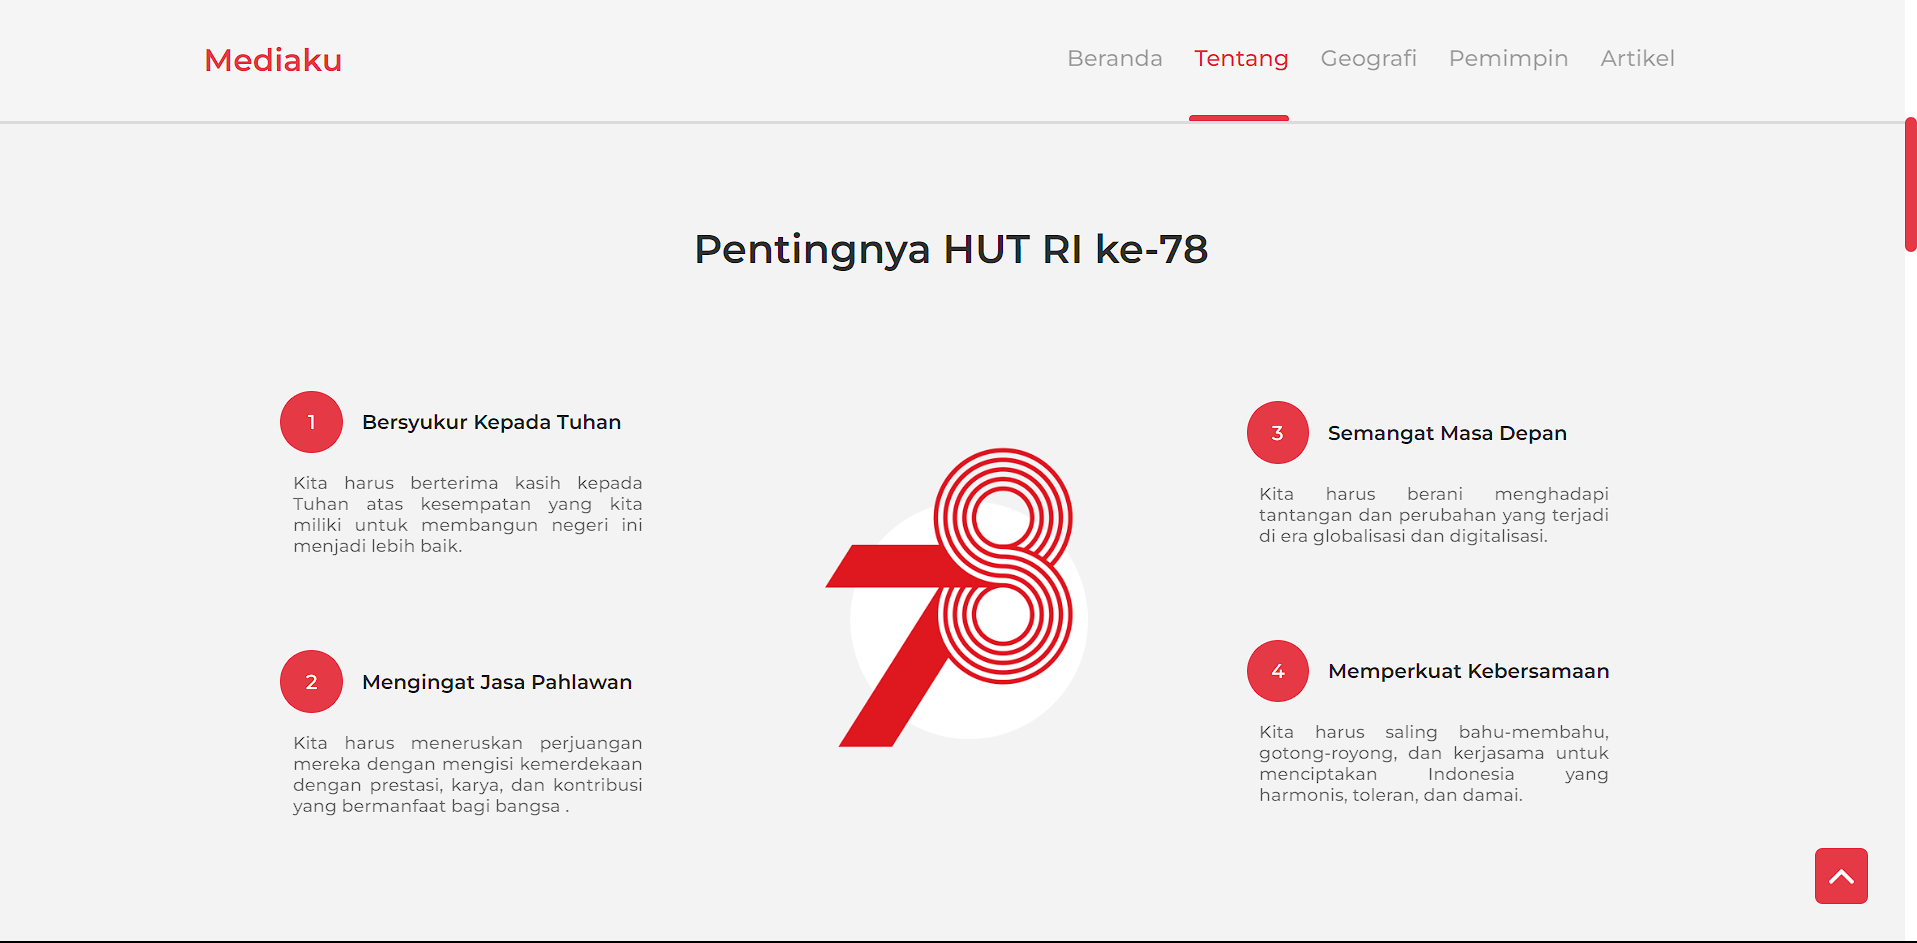 Mediaku
Beranda Tentang Geografi Pemimpin Artikel
Pentingnya HUT RI ke-78
1 Bersyukur Kepada Tuhan
Kita harus berterima kasih kepada
Tuhan atas kesempatan yang kita
miliki untuk membangun negeri ini
menjadi lebih baik.
2 Mengingat Jasa Pahlawan
Kita harus meneruskan perjuangan
mereka dengan mengisi kemerdekaan
dengan prestasi, karya, dan kontribusi
yang bermanfaat bagi bangsa .
78
3 Semangat Masa Depan
Kita harus berani menghadapi
tantangan dan perubahan yang terjadi
di era globalisasi dan digitalisasi.
4 Memperkuat Kebersamaan
Kita harus saling bahu-membahu,
gotong-royong, dan kerjasama untuk
menciptakan Indonesia yang
harmonis, toleran, dan damai.